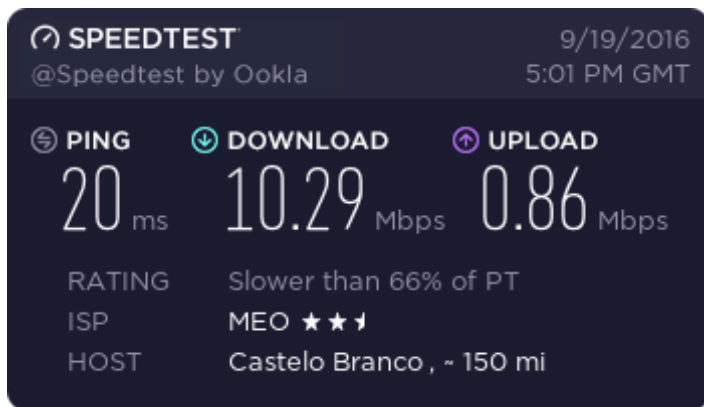 SPEEDTEST 9/19/2016
@Speedtest by Ookla 5:01 PM GMT
PING DOWNLOAD UPLOAD
20 ms 10.29 Mbps 0.86 Mbps
RATING Slower than 66% of PT
ISP MEO
HOST Castelo Branco , ~ 150 mi